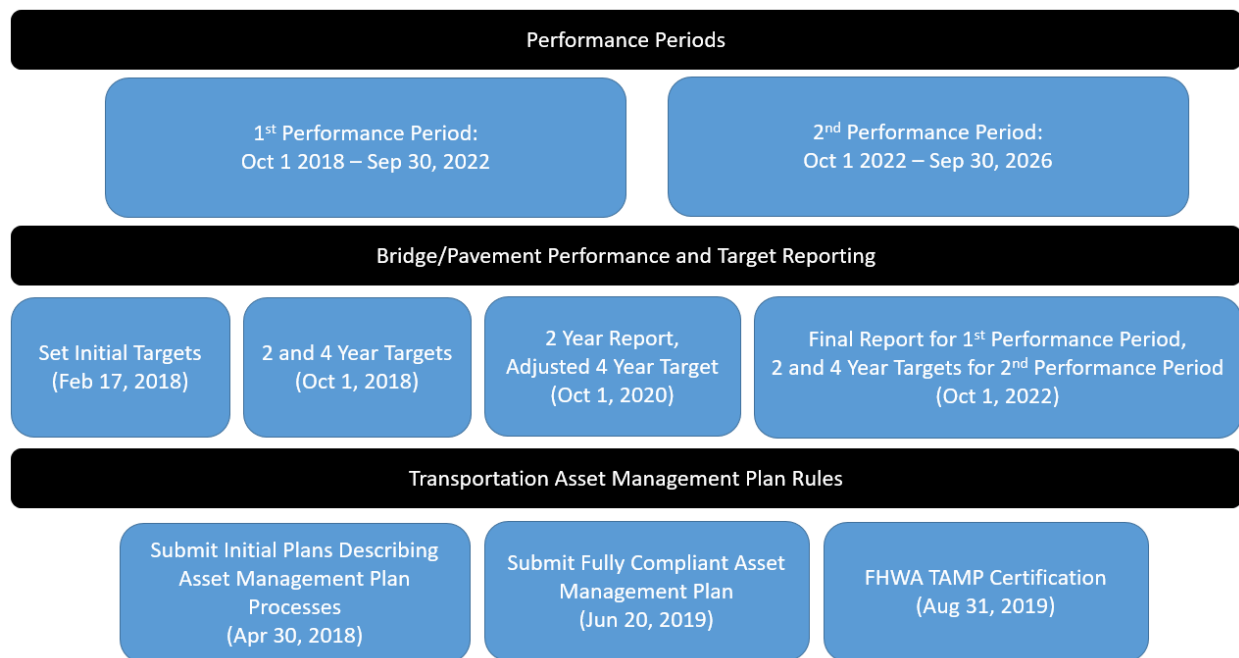 Performance Periods
1st Performance Period:
Oct 1 2018 – Sep 30, 2022
2nd Performance Period:
Oct 1 2022 – Sep 30, 2026
Bridge/Pavement Performance and Target Reporting
Set Initial Targets
(Feb 17, 2018)
2 and 4 Year Targets
(Oct 1, 2018)
2 Year Report,
Adjusted 4 Year Target
(Oct 1, 2020)
Final Report for 1st Performance Period,
2 and 4 Year Targets for 2nd Performance Period
(Oct 1, 2022)
Transportation Asset Management Plan Rules
Submit Initial Plans Describing
Asset Management Plan
Processes
(Apr 30, 2018)
Submit Fully Compliant Asset
Management Plan
(Jun 20, 2019)
FHWA TAMP Certification
(Aug 31, 2019)